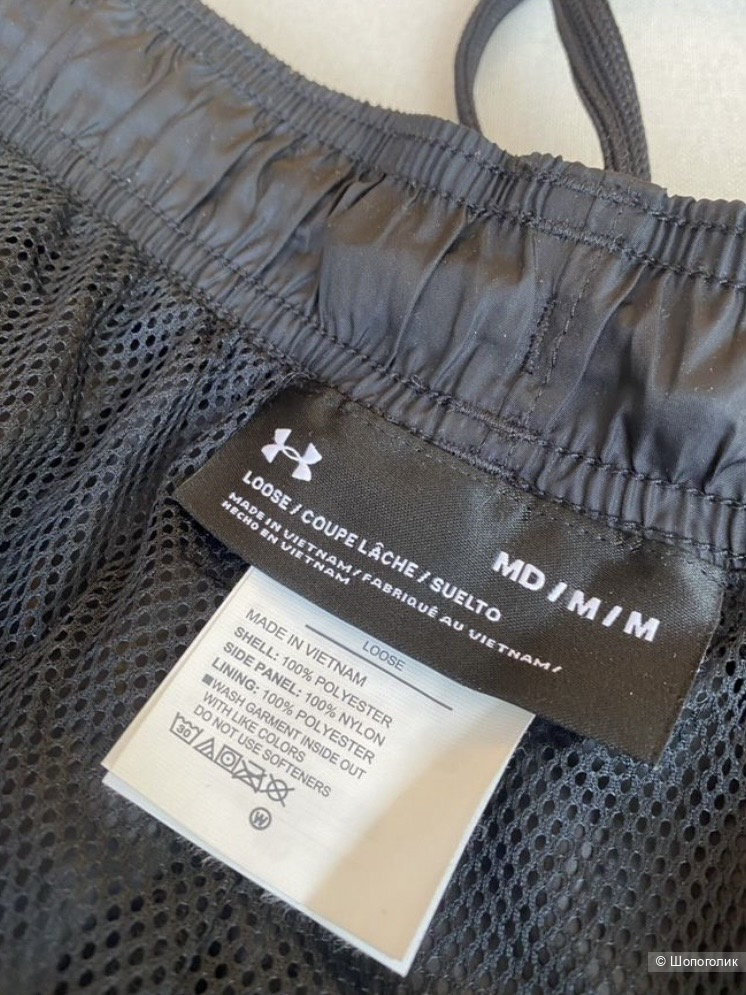 LOOSE / COUPE LÂCHE / SUELTO
MD / M / M
MADE IN VIETNAM / FABRIQUÉ AU VIETNAM /
HECHO EN VIETNAM
LOOSE
MADE IN VIETNAM
SHELL: 100% POLYESTER
SIDE PANEL: 100% NYLON
LINING: 100% POLYESTER
■WASH GARMENT INSIDE OUT
WITH LIKE COLORS
DO NOT USE SOFTENERS
30
W
© Шопоголик